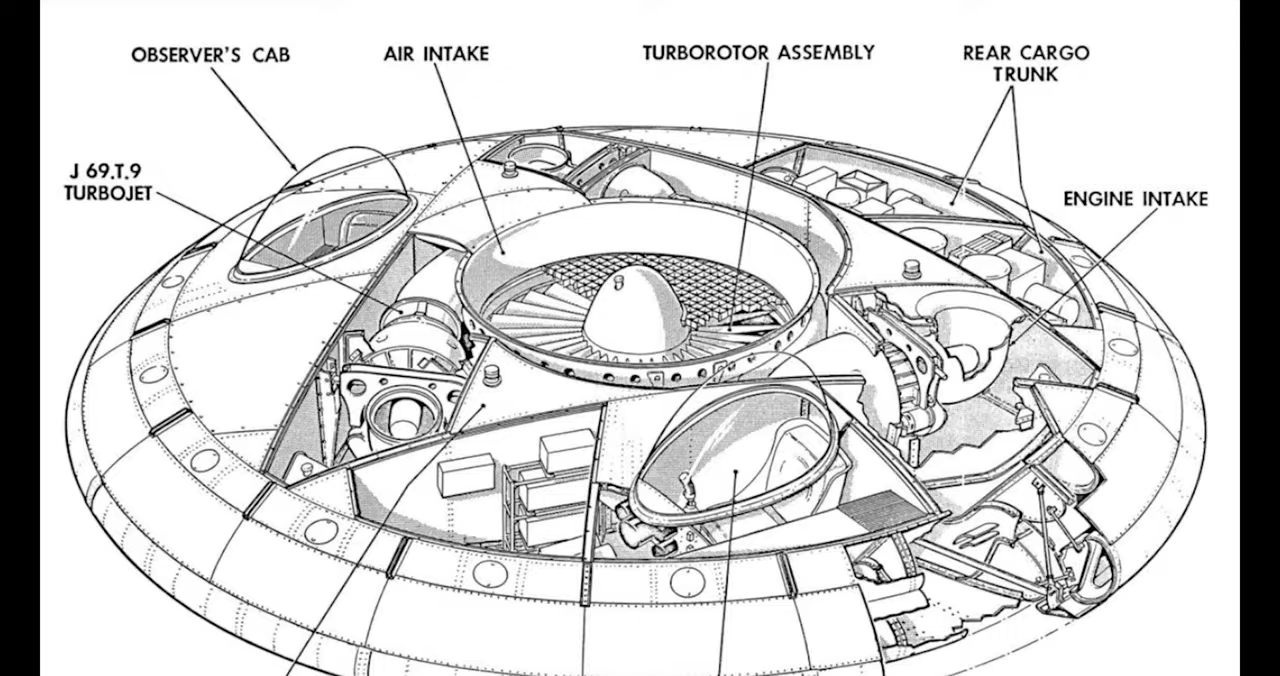 OBSERVER'S CAB
AIR INTAKE
TURBOROTOR ASSEMBLY
REAR CARGO
TRUNK
J 69.T.9
TURBOJET
ENGINE INTAKE